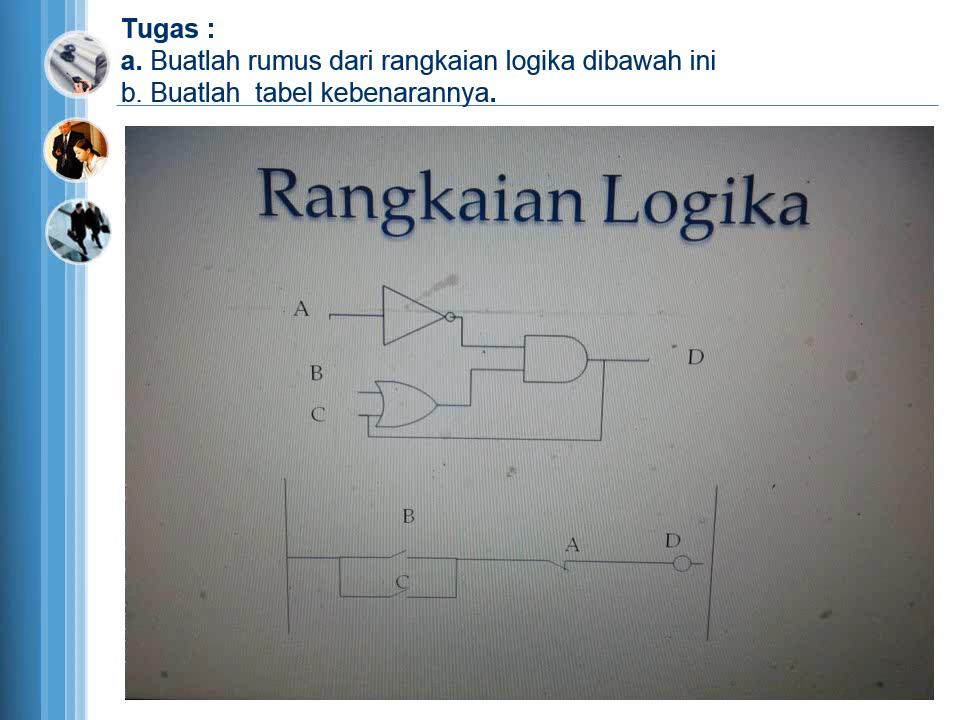 Tugas :
a. Buatlah rumus dari rangkaian logika dibawah ini
b. Buatlah  tabel kebenarannya.
Rangkaian Logika
A
D
B
C
B
A
D
C